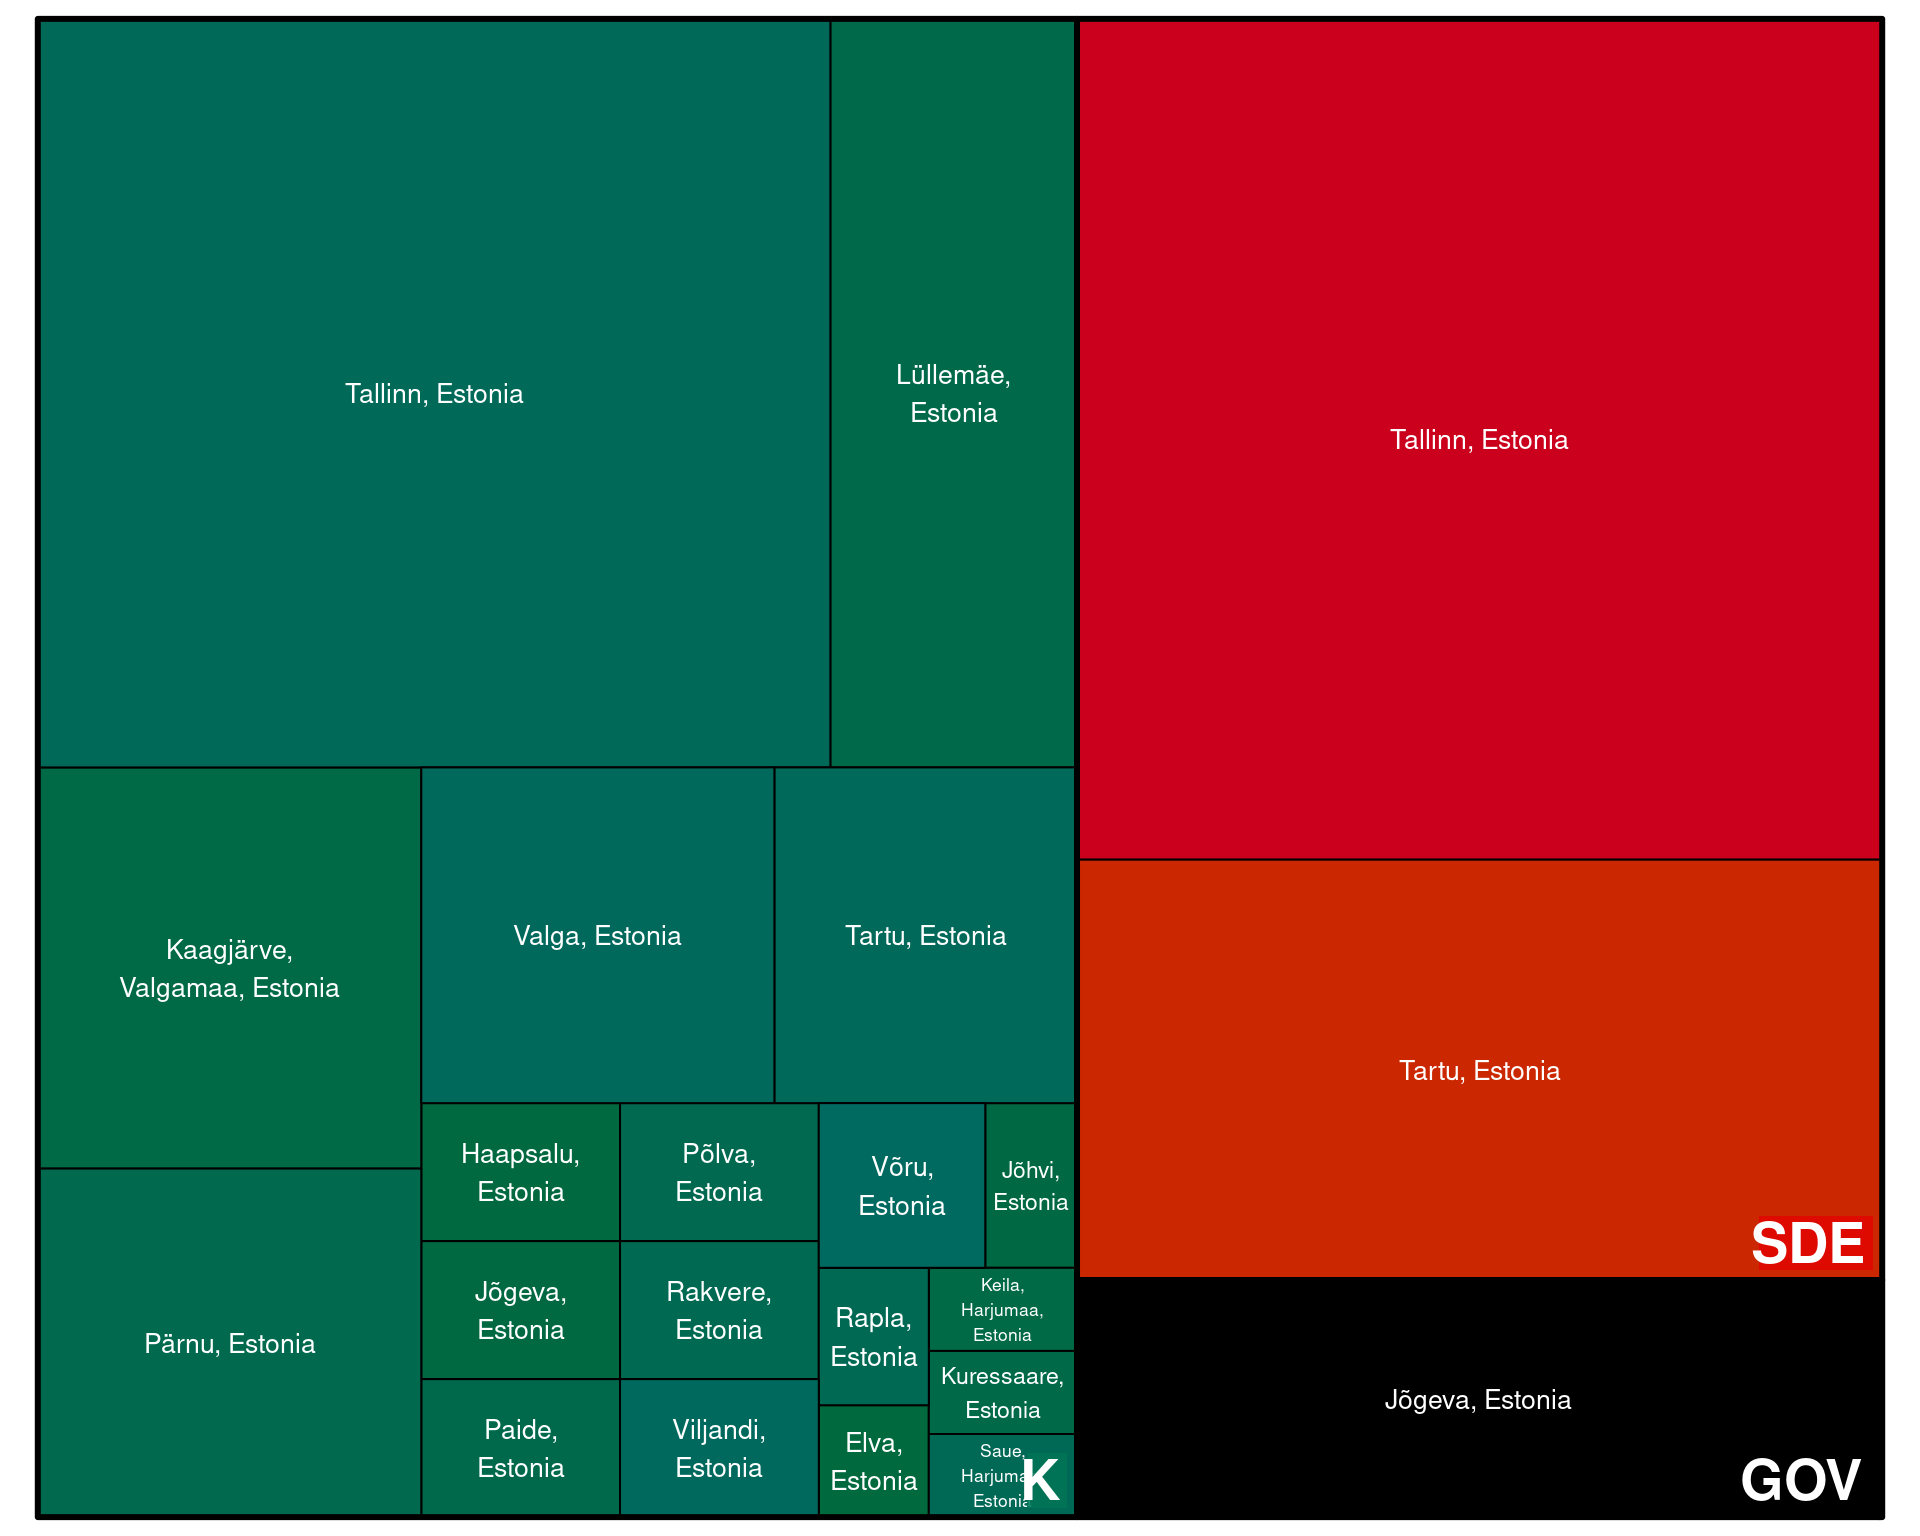 Tallinn, Estonia
Lüllemäe,
Estonia
Kaagjärve,
Valgamaa, Estonia
Valga, Estonia
Tartu, Estonia
Pärnu, Estonia
Haapsalu,
Estonia
Põlva,
Estonia
Võru,
Estonia
Jõhvi,
Estonia
Jõgeva,
Estonia
Rakvere,
Estonia
Rapla,
Estonia
Keila,
Harjumaa,
Estonia
Kuressaare,
Estonia
Paide,
Estonia
Viljandi,
Estonia
Elva,
Estonia
Saue,
Harjumaa,
Estonia
K
Tallinn, Estonia
Tartu, Estonia
SDE
Jõgeva, Estonia
GOV